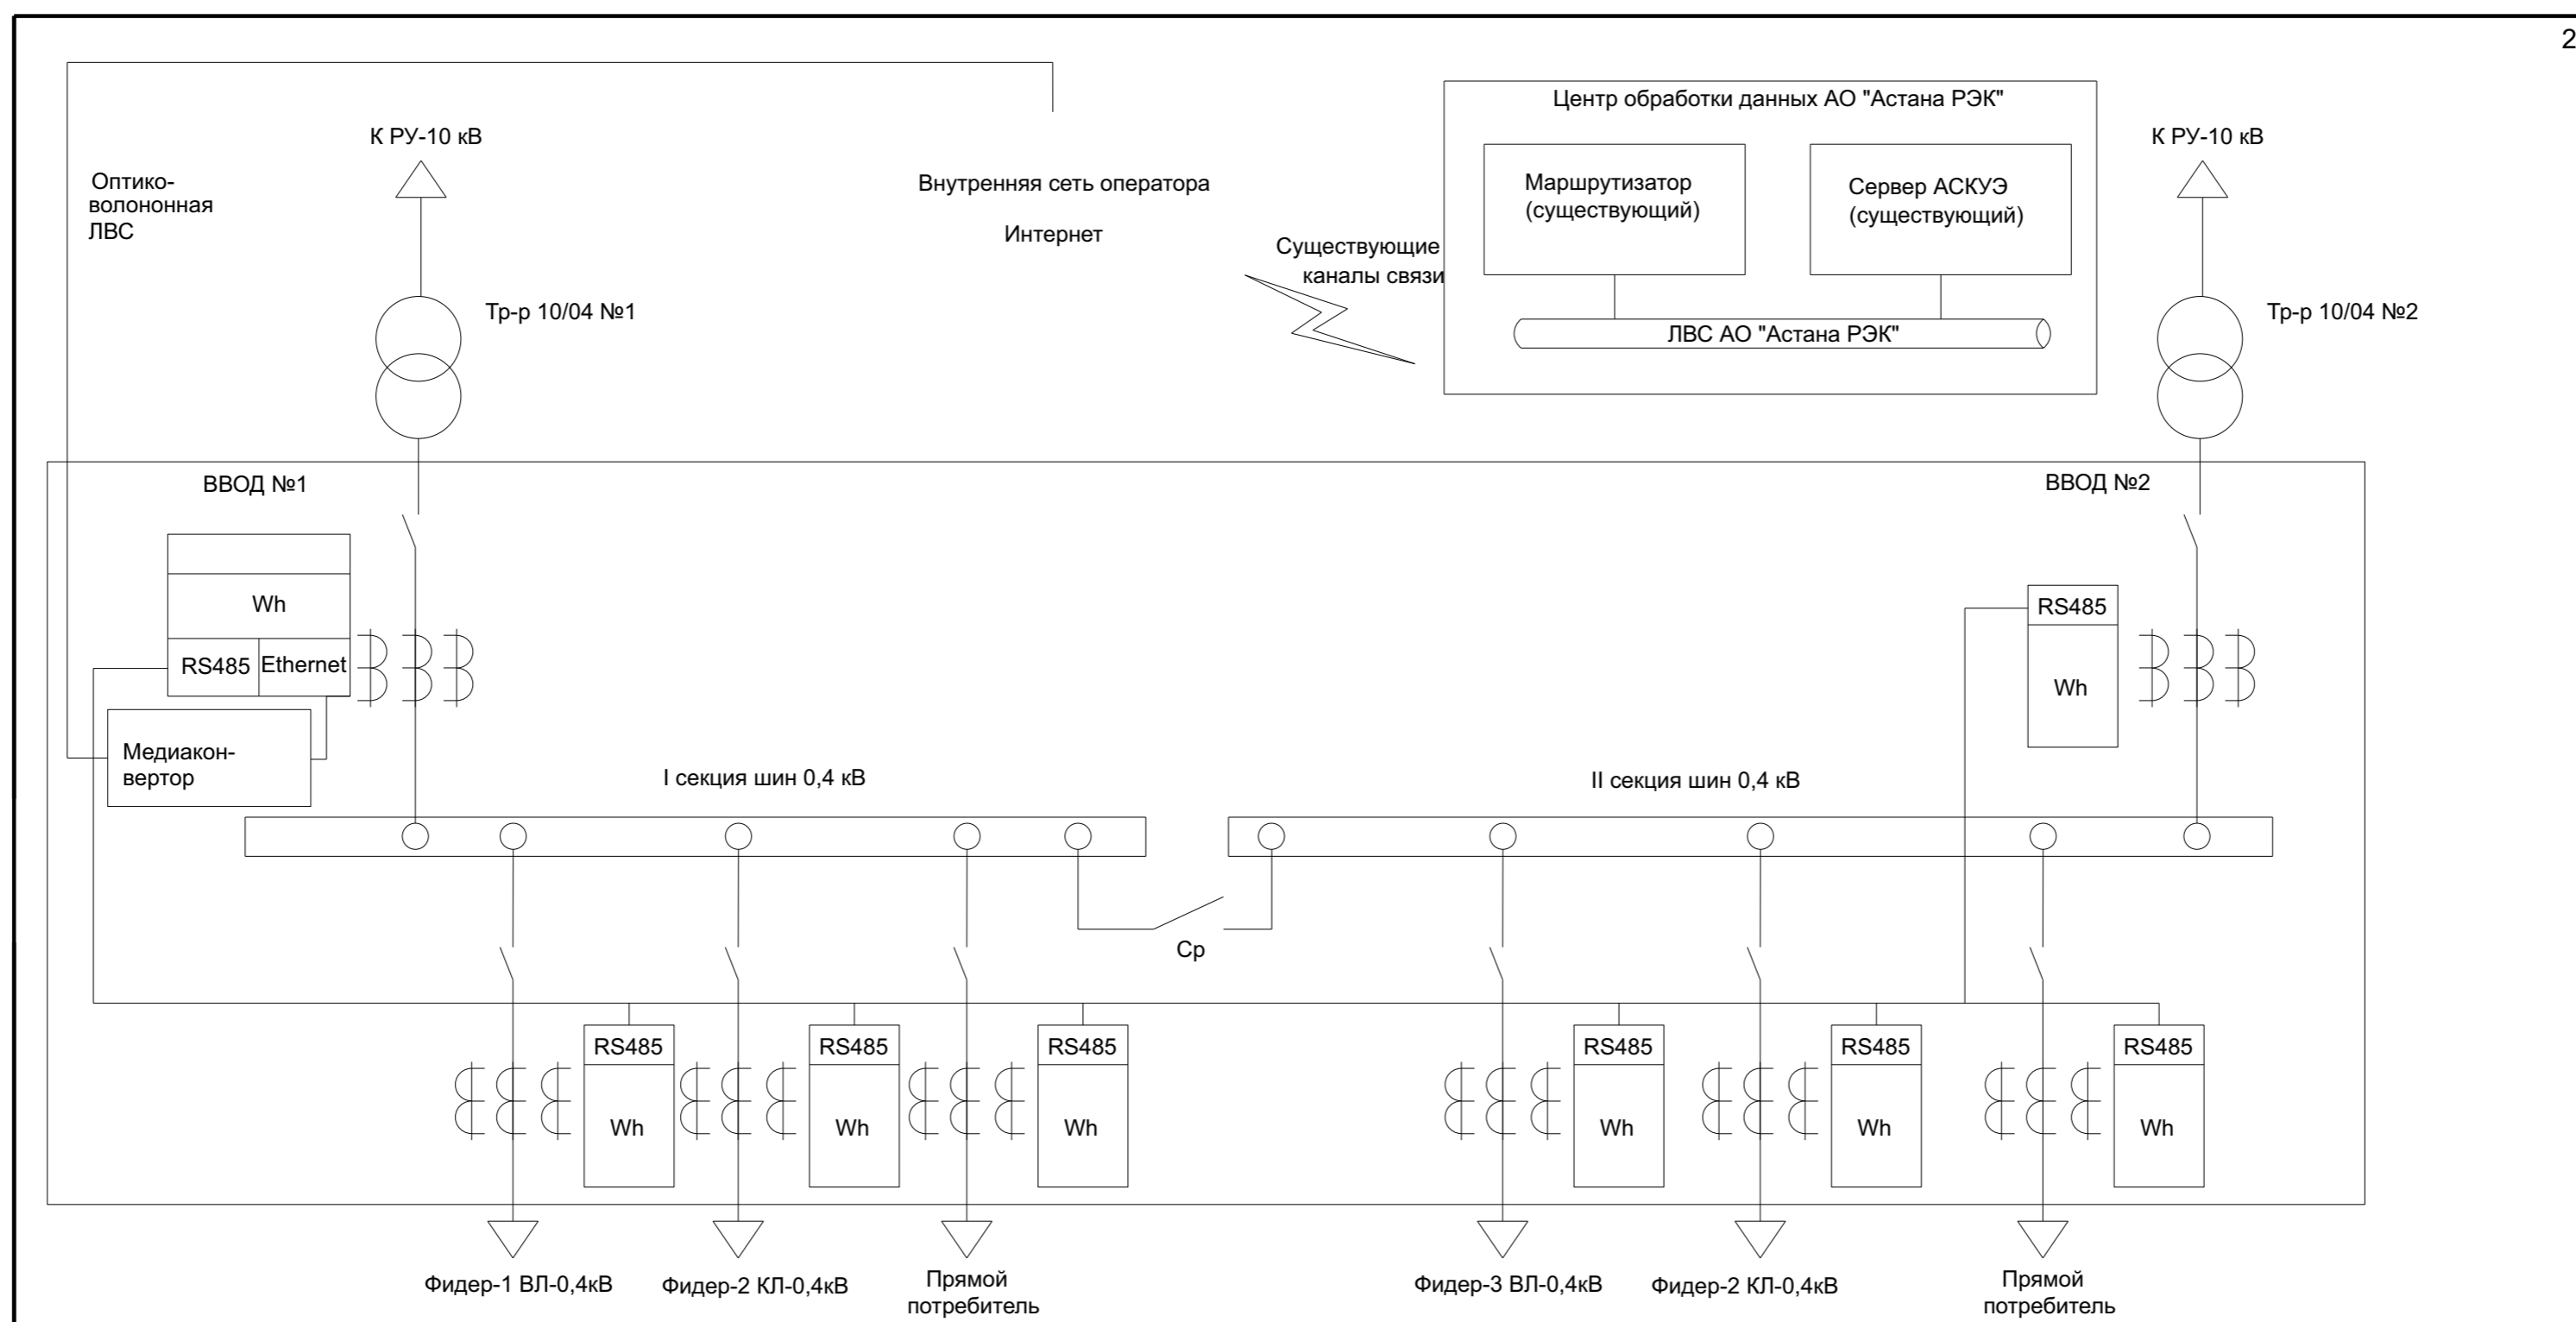 2
Центр обработки данных АО "Астана РЭК"
К РУ-10 кВ
К РУ-10 кВ
Оптико-
волононная
ЛВС
Внутренняя сеть оператора
Интернет
Маршрутизатор
(существующий)
Сервер АСКУЭ
(существующий)
Существующие
каналы связи
Тр-р 10/04 №1
ЛВС АО "Астана РЭК"
Тр-р 10/04 №2
ВВОД №1
ВВОД №2
Wh
RS485
Ethernet
RS485
Wh
Медиакон-
вертор
I секция шин 0,4 кВ
II секция шин 0,4 кВ
Ср
RS485
RS485
RS485
RS485
RS485
RS485
Wh
Wh
Wh
Wh
Wh
Wh
Фидер-1 ВЛ-0,4кВ
Фидер-2 КЛ-0,4кВ
Прямой
потребитель
Фидер-3 ВЛ-0,4кВ
Фидер-2 КЛ-0,4кВ
Прямой
потребитель